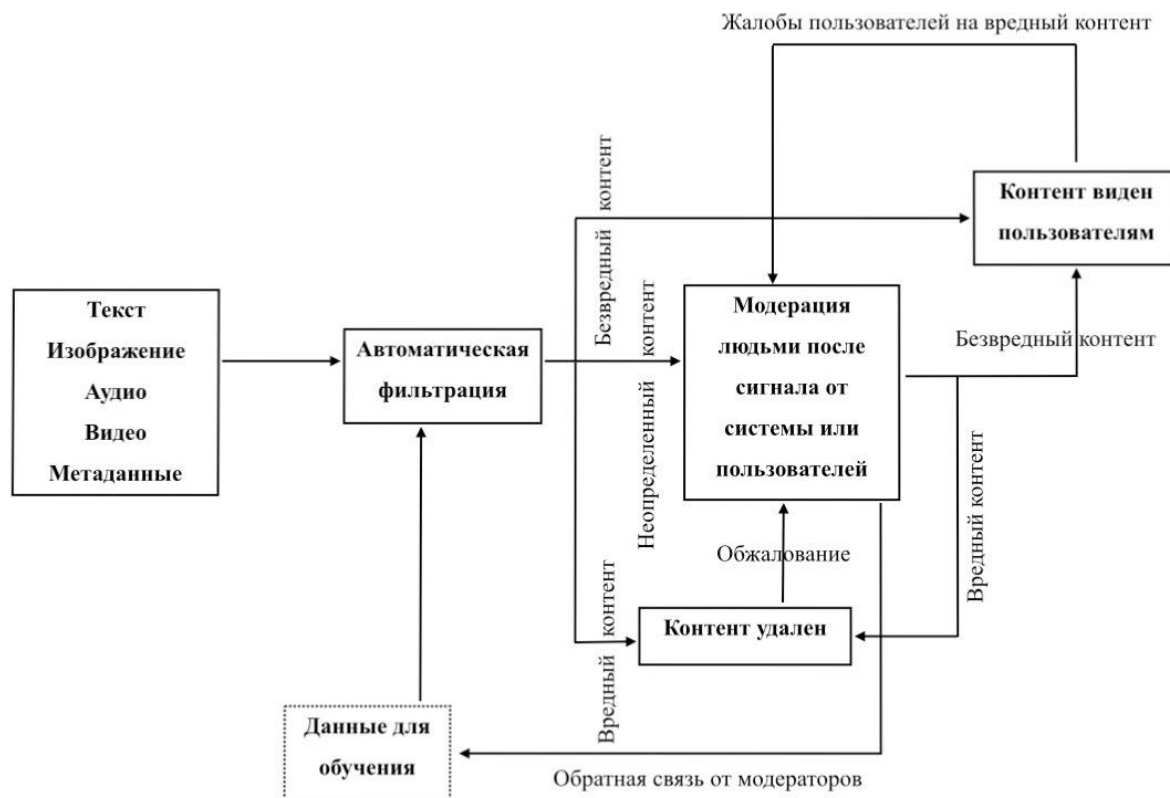 Жалобы пользователей на вредный контент
Контент виден
пользователям
Безвредный контент
Текст
Изображение
Аудио
Видео
Метаданные
Автоматическая
фильтрация
Неопределенный контент
Модерация
людьми после
сигнала от
системы или
пользователей
Безвредный контент
Вредный контент
Обжалование
Контент удален
Вредный контент
Данные для
обучения
Обратная связь от модераторов